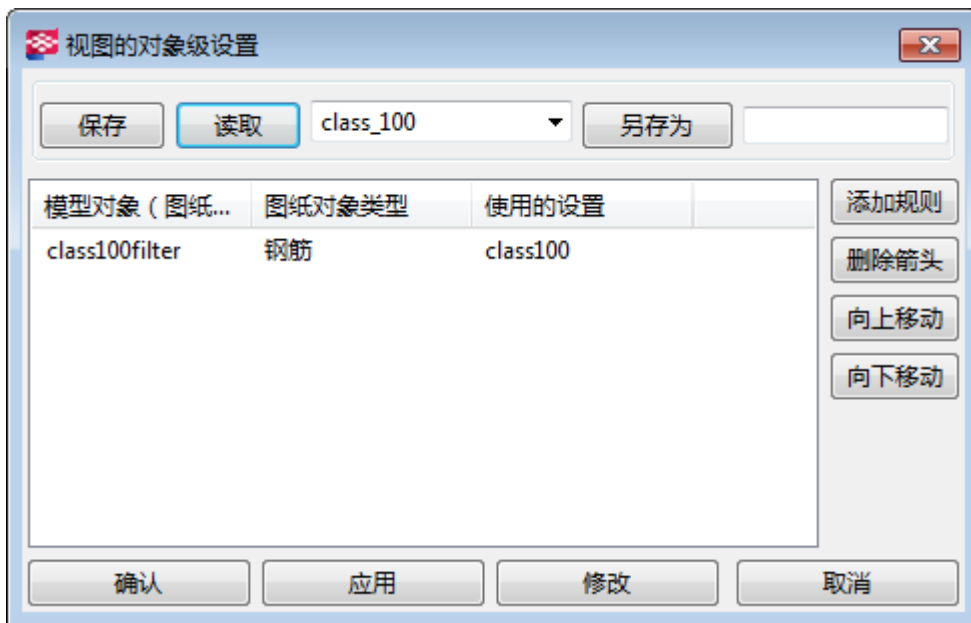 视图的对象级设置
保存 读取 class_100 另存为
模型对象（图纸... 图纸对象类型 使用的设置 添加规则
class100filter 钢筋 class100 删除箭头
向上移动
向下移动
确认 应用 修改 取消